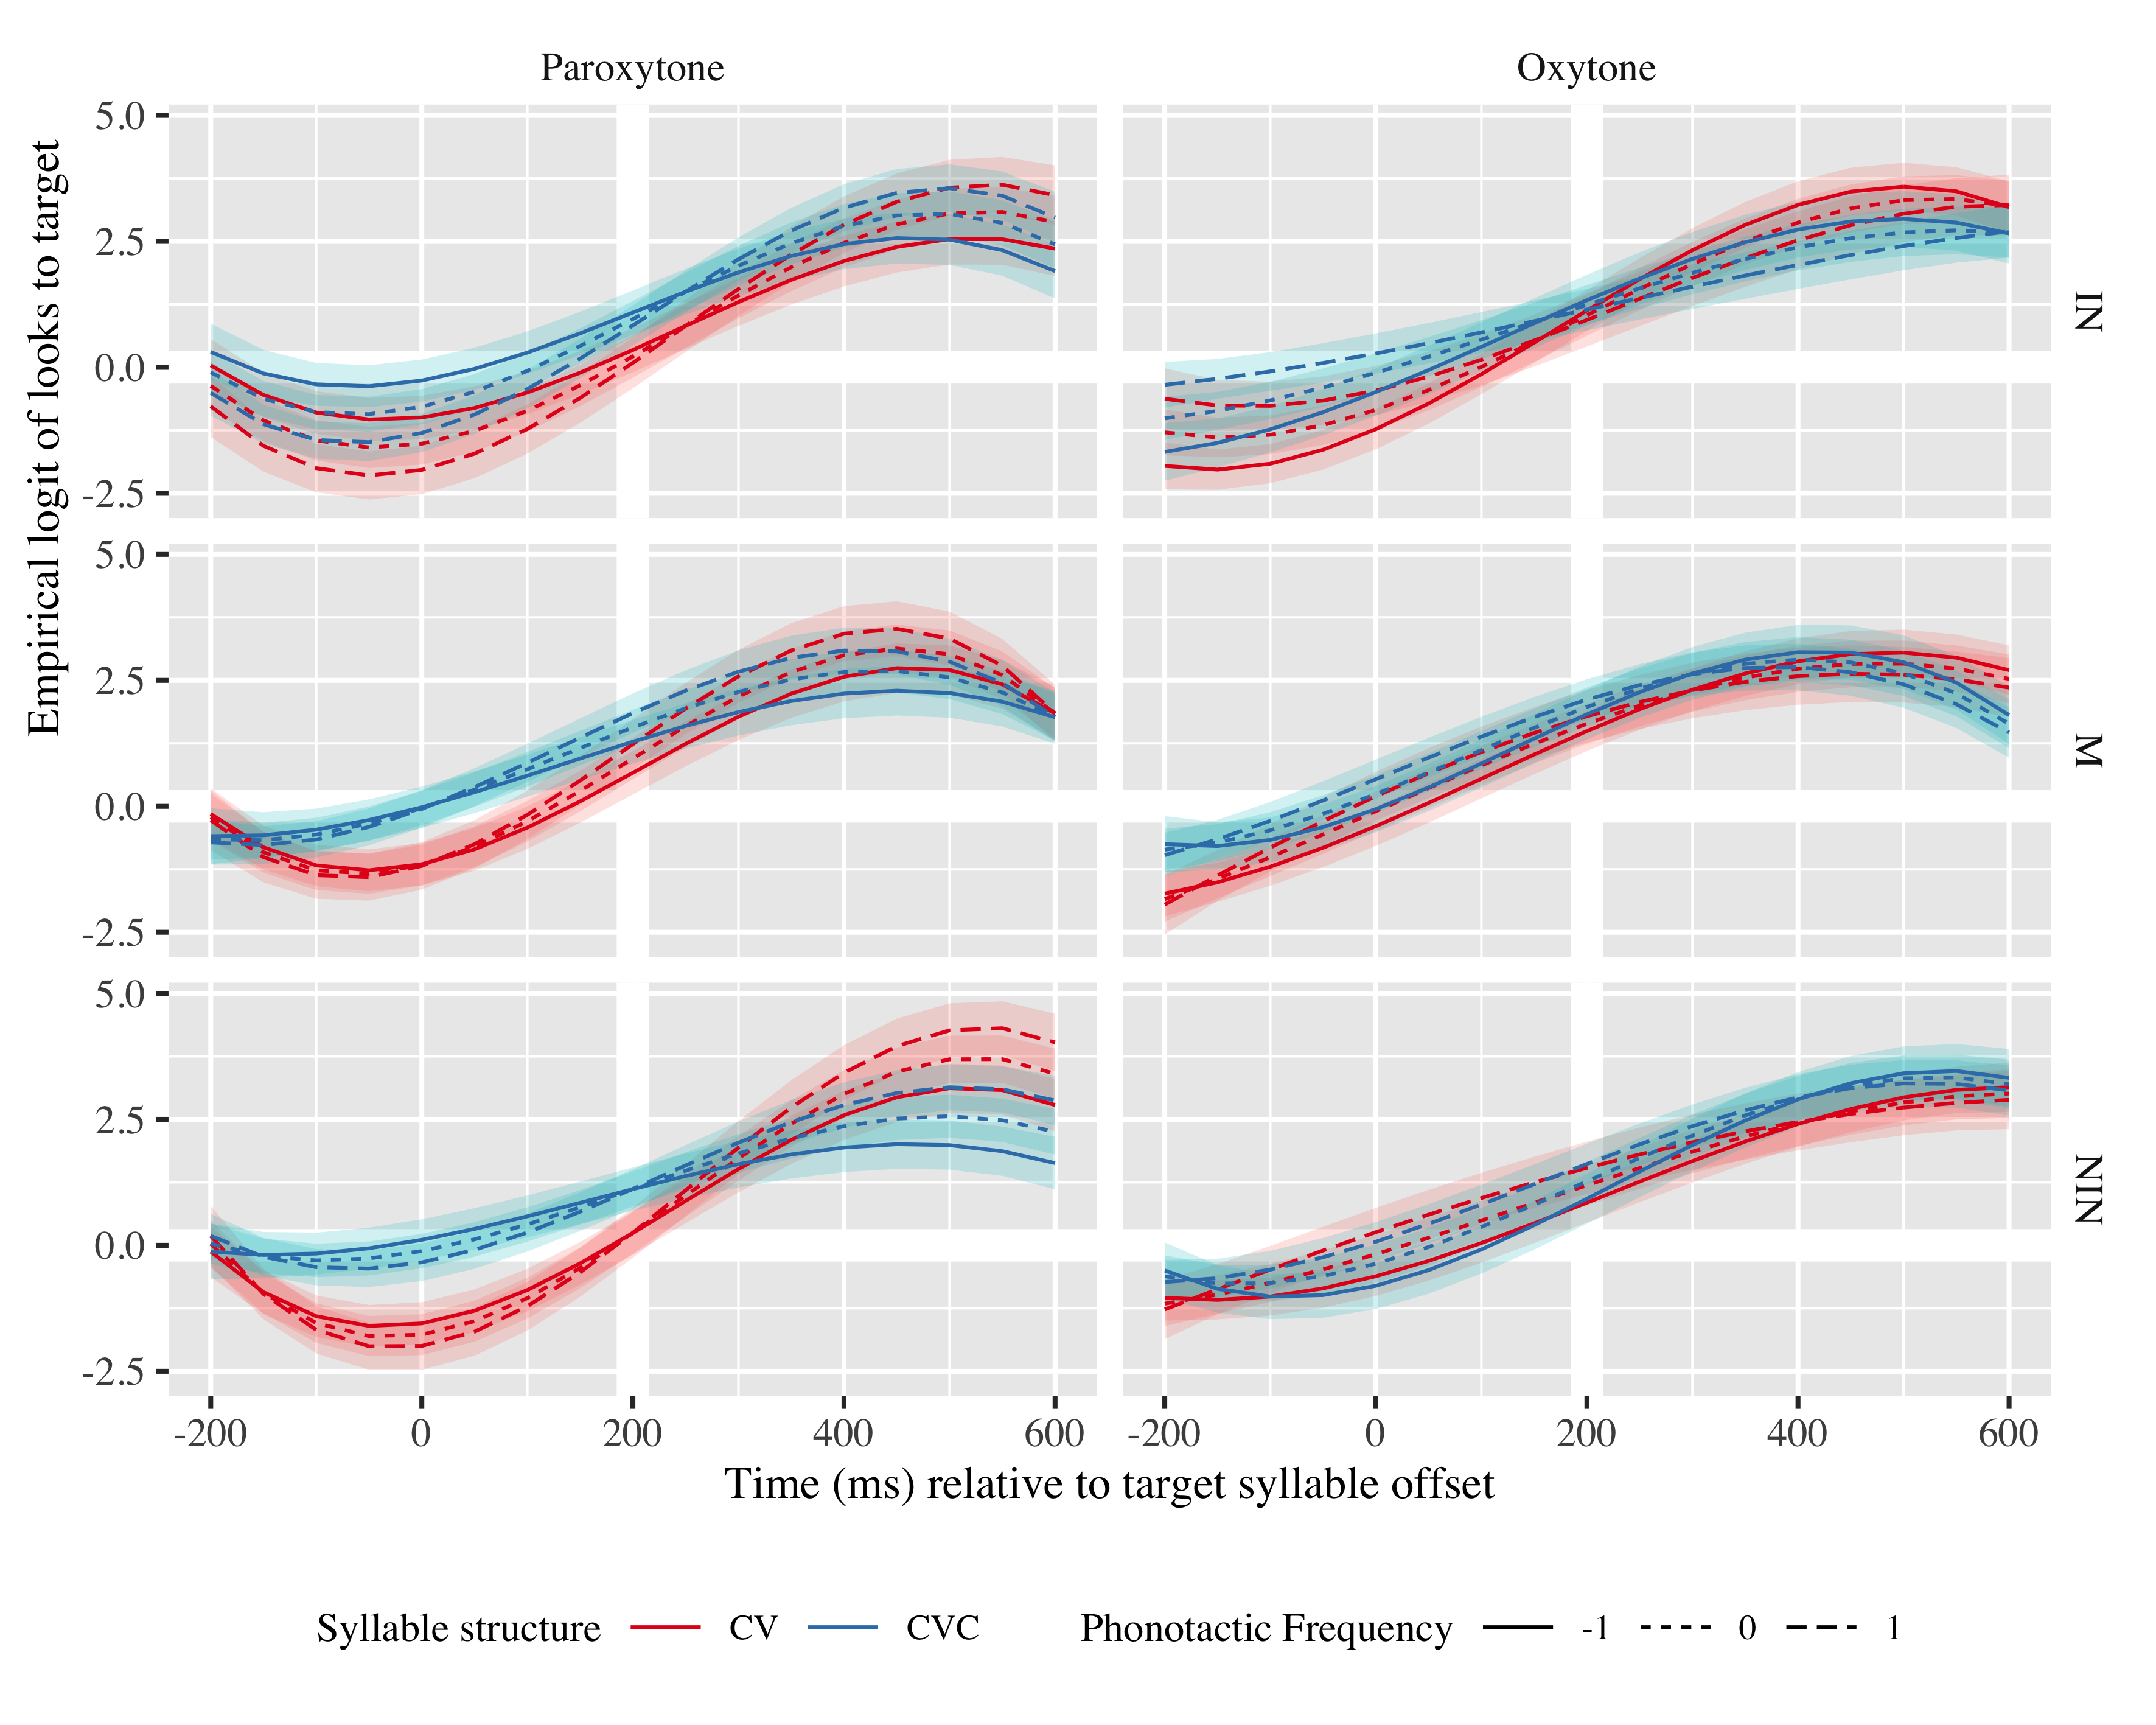 Paroxytone Oxytone
Empirical logit of looks to target
5.0
2.5
0.0
-2.5
IN
5.0
2.5
0.0
-2.5
M
5.0
2.5
0.0
-2.5
NIN
-200 0 200 400 600 -200 0 200 400 600
Time (ms) relative to target syllable offset
Syllable structure CV CVC Phonotactic Frequency -1 0 1